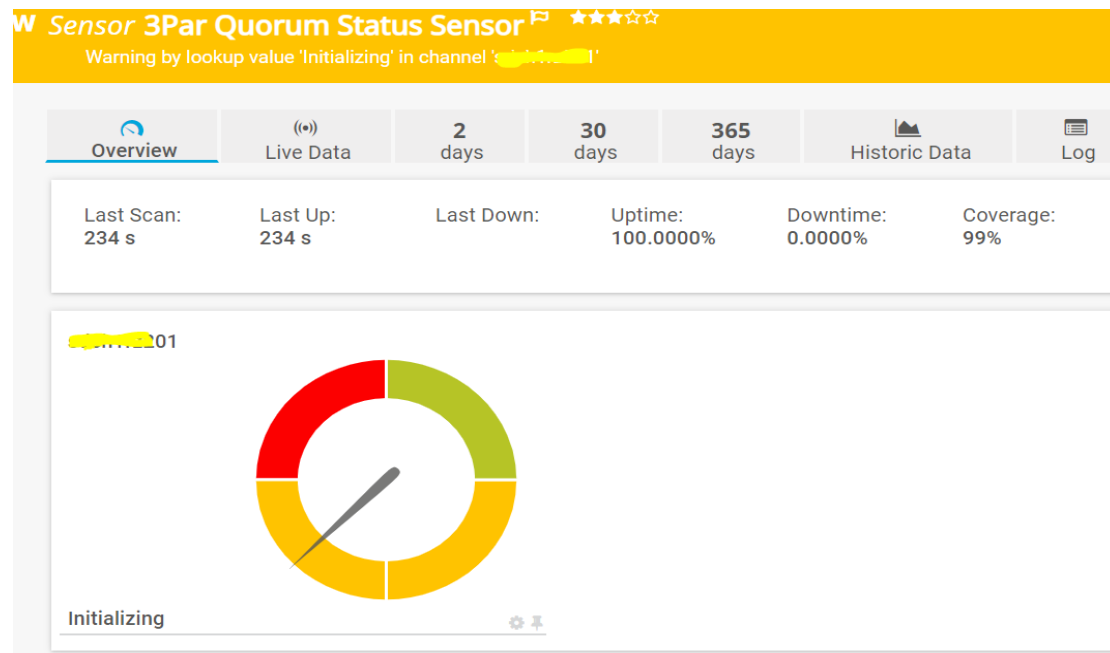 W Sensor 3Par Quorum Status Sensor
Warning by lookup value 'Initializing' in channel '
Overview
Live Data
2 days
30 days
365 days
Historic Data
Log
Last Scan: Last Up: Last Down: Uptime: Downtime: Coverage:
234 s 234 s 100.0000% 0.0000% 99%
201
Initializing